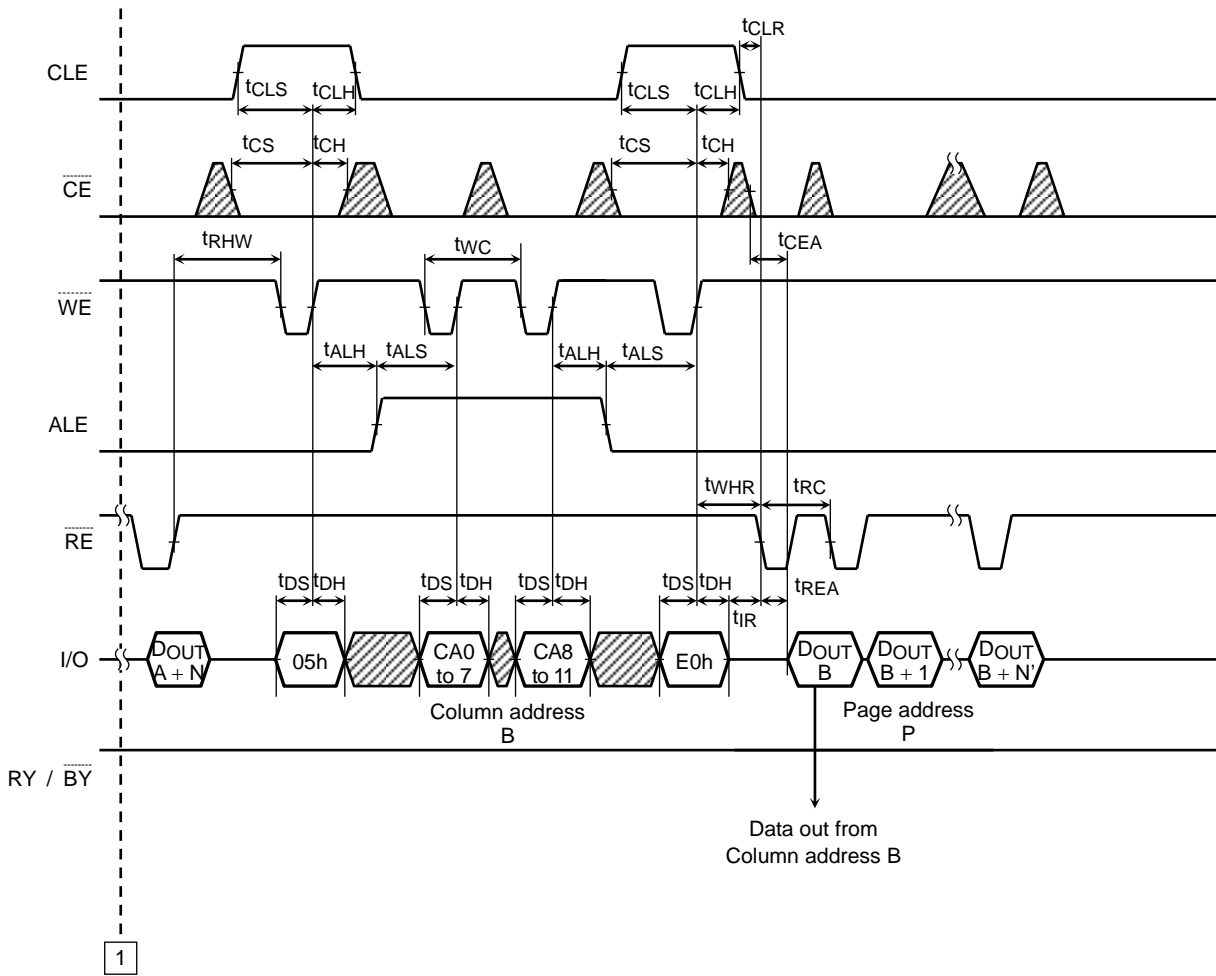 tCLR
CLE
tCLS tCLH tCLS tCLH
tCS tCH tCS tCH
CE
tRHW tWC tCEA
WE
tALH tALS tALH tALS
ALE
tWHR tRC
RE
tDS tDH tDS tDH tDS tDH tDS tDH tREA
tIR
I/O
DOUT
A + N
05h
CA0
to 7
CA8
to 11
E0h
DOUT
B
DOUT
B + 1
DOUT
B + N’
Column address
B
Page address
P
RY / BY
Data out from
Column address B
1